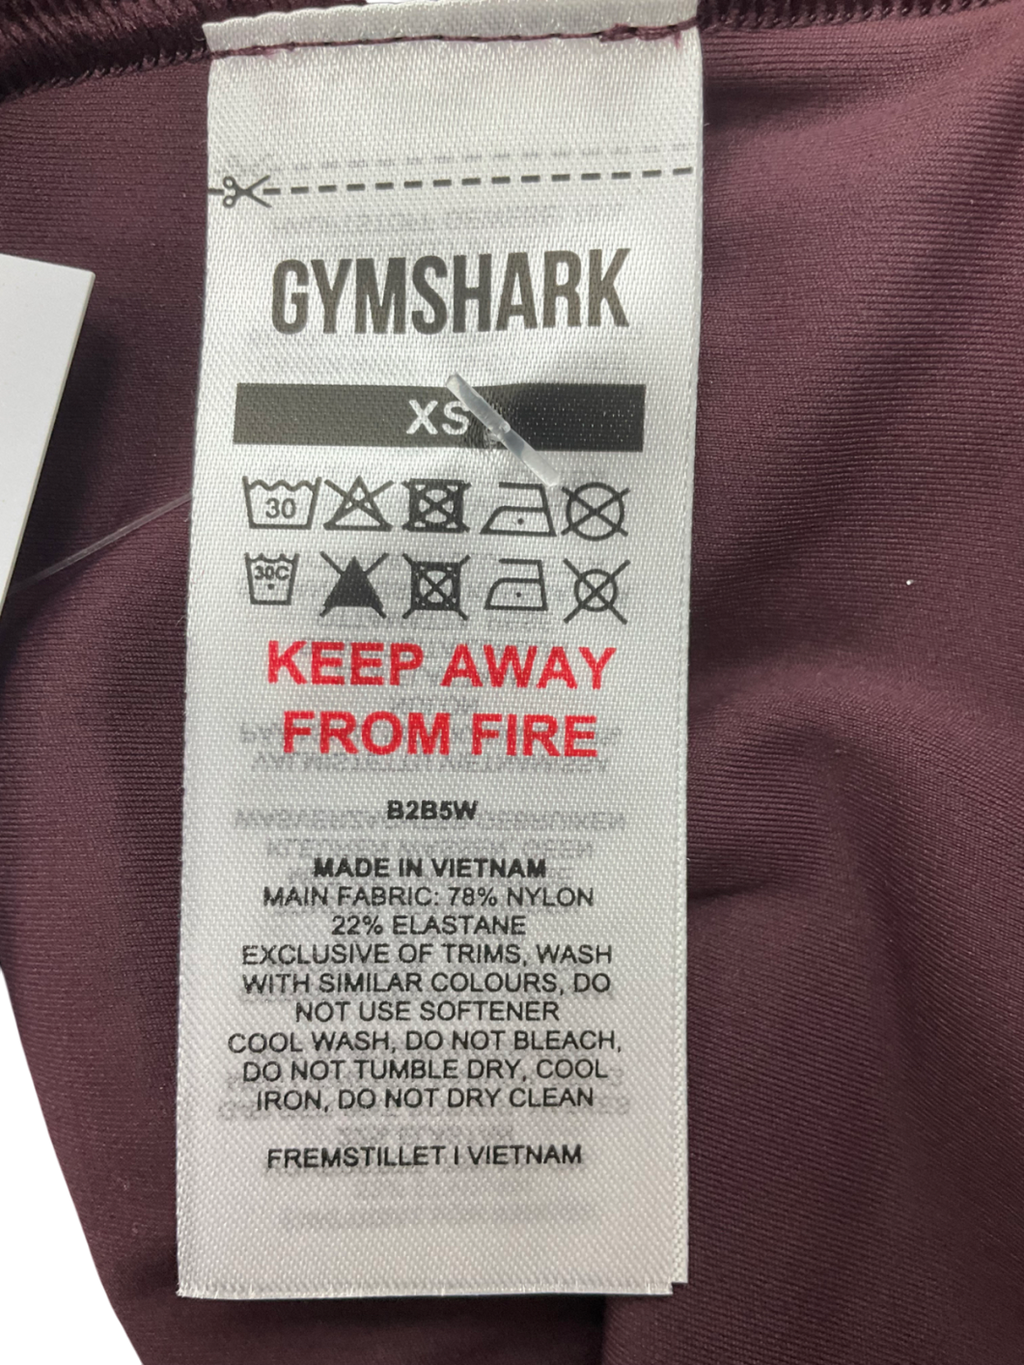 GYMSHARK
XS
30
30C
KEEP AWAY
FROM FIRE
B2B5W
MADE IN VIETNAM
MAIN FABRIC: 78% NYLON
22% ELASTANE
EXCLUSIVE OF TRIMS, WASH
WITH SIMILAR COLOURS, DO
NOT USE SOFTENER
COOL WASH, DO NOT BLEACH,
DO NOT TUMBLE DRY, COOL
IRON, DO NOT DRY CLEAN
FREMSTILLET I VIETNAM